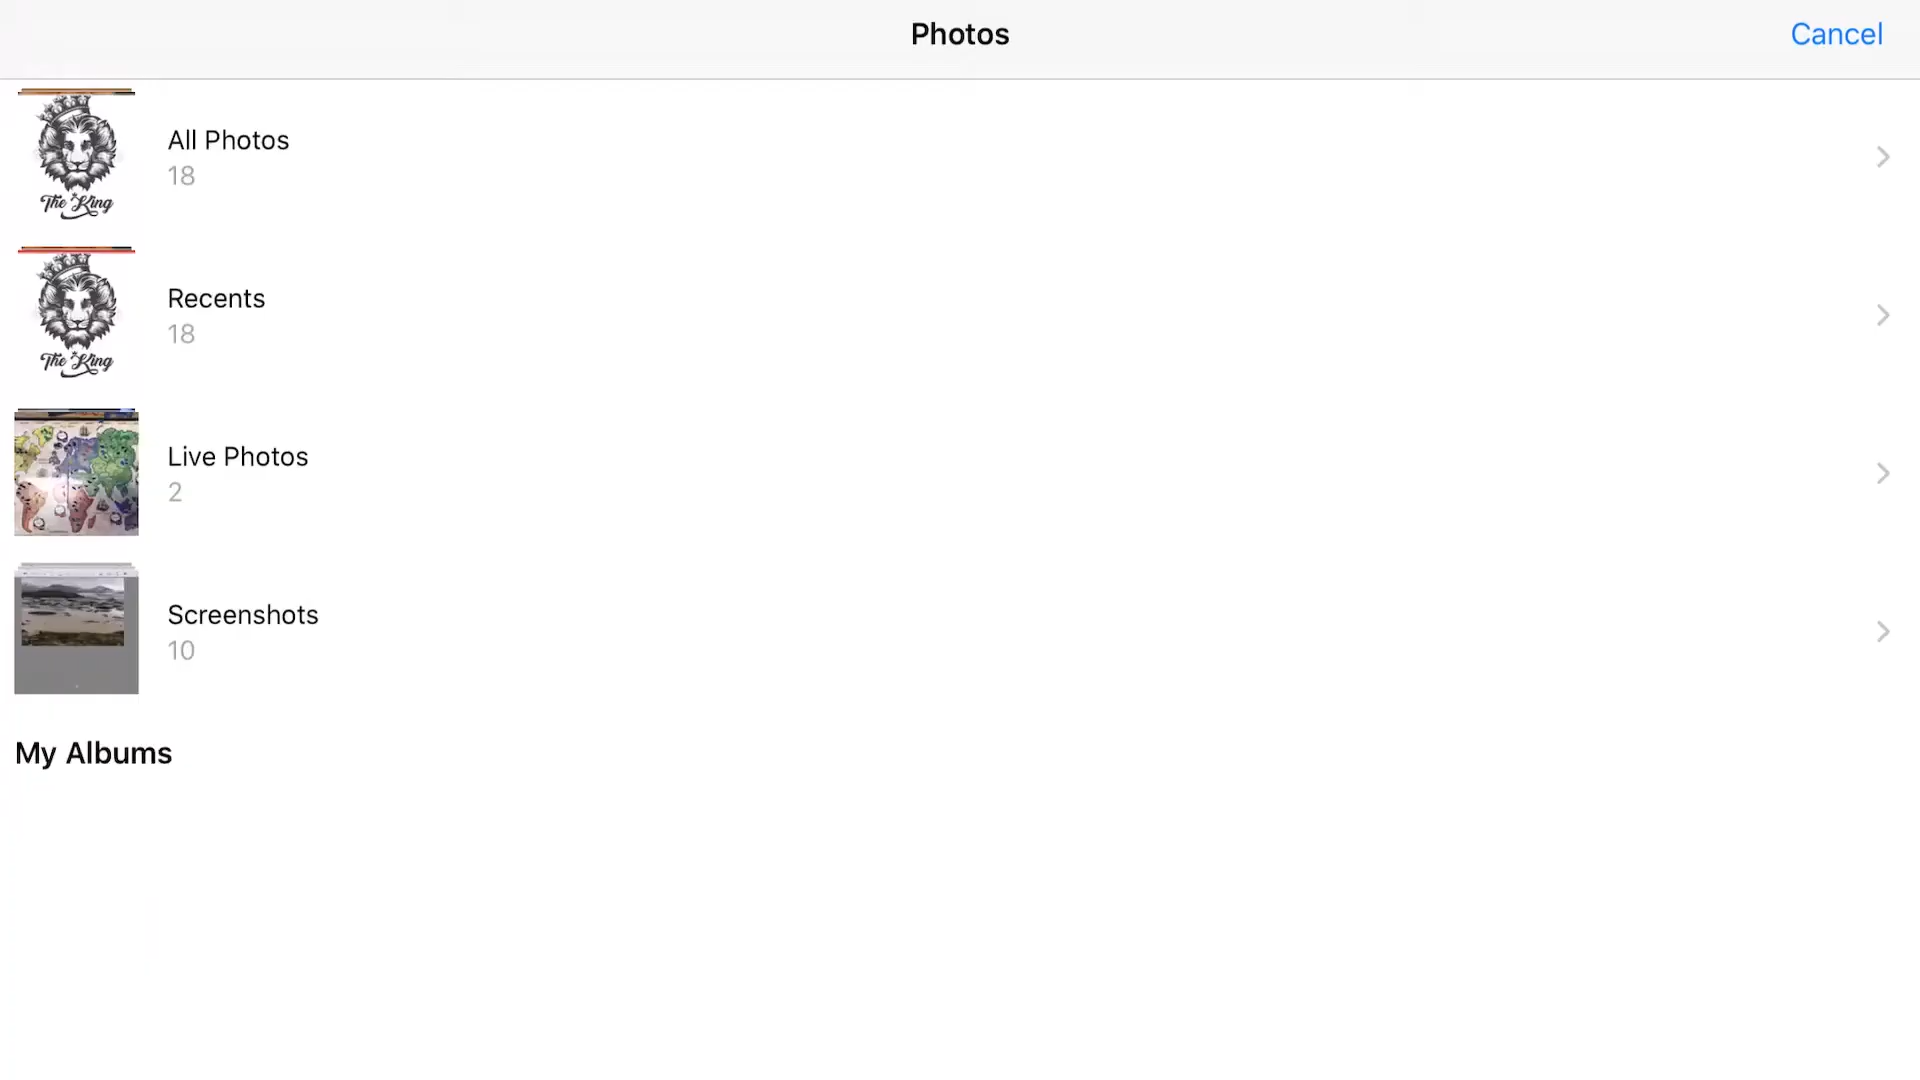 Photos
Cancel
All Photos
18
The King
Recents
18
The King
Live Photos
2
Screenshots
10
My Albums